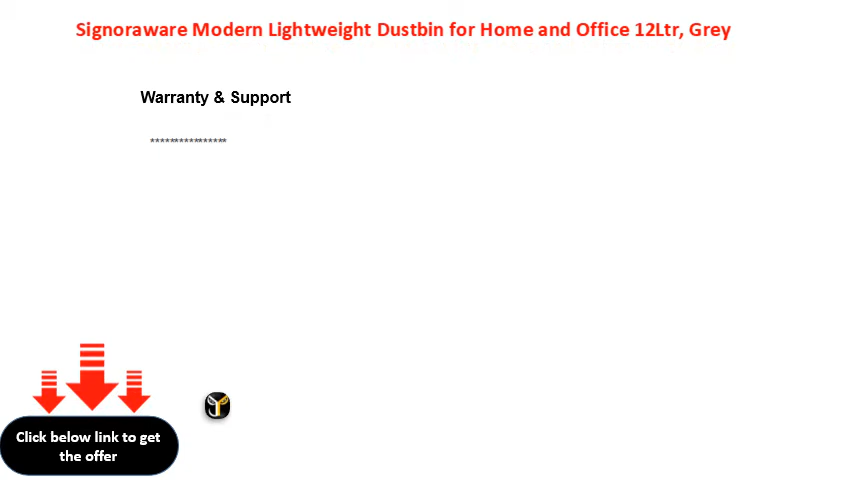 Signoraware Modern Lightweight Dustbin for Home and Office 12Ltr, Grey
Warranty & Support
****************
Click below link to get
the offer